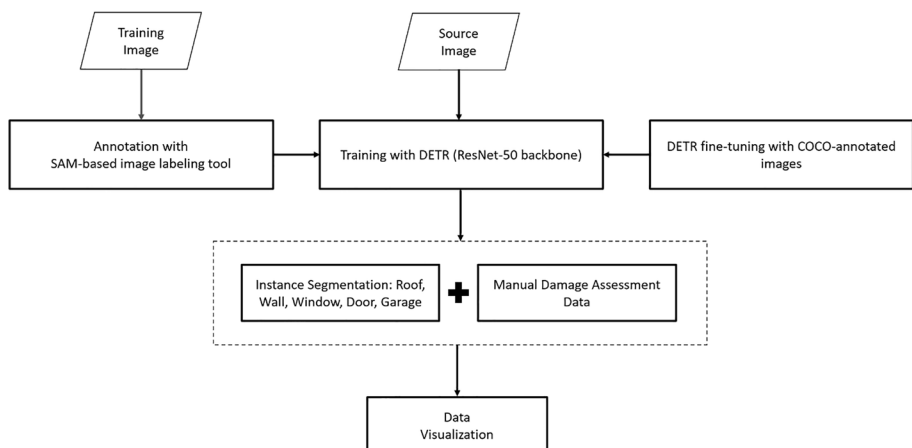 Training
Image
Source
Image
Annotation with
SAM-based image labeling tool
Training with DETR (ResNet-50 backbone)
DETR fine-tuning with COCO-annotated
images
Instance Segmentation: Roof,
Wall, Window, Door, Garage
Manual Damage Assessment
Data
Data
Visualization